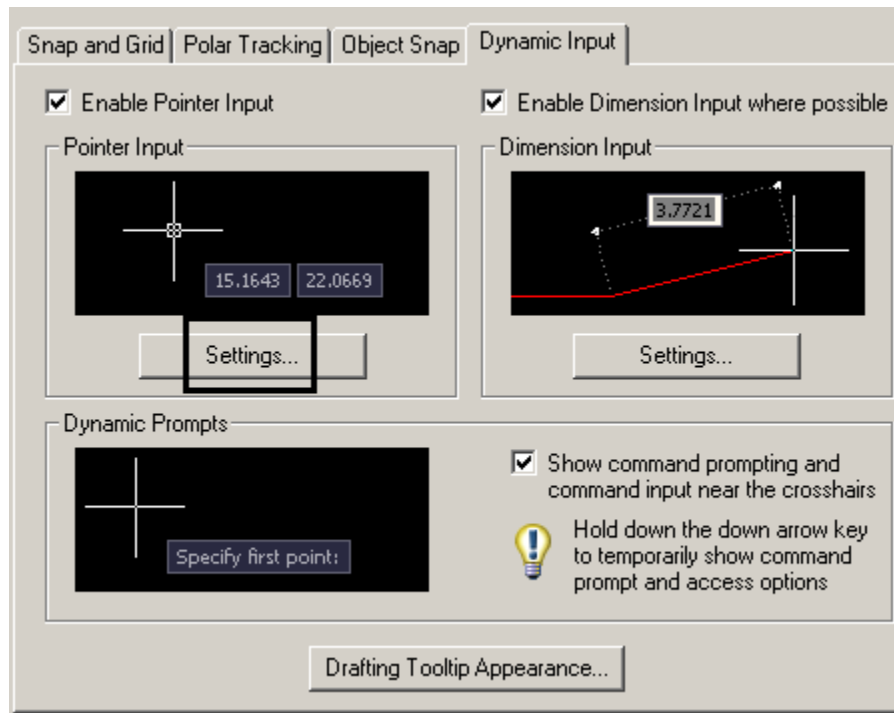 Snap and Grid
Polar Tracking
Object Snap
Dynamic Input
Enable Pointer Input
Enable Dimension Input where possible
Pointer Input
15.1643
22.0669
Settings...
Dimension Input
3.7721
Settings...
Dynamic Prompts
Specify first point:
Show command prompting and
command input near the crosshairs
Hold down the down arrow key
to temporarily show command
prompt and access options
Drafting Tooltip Appearance...